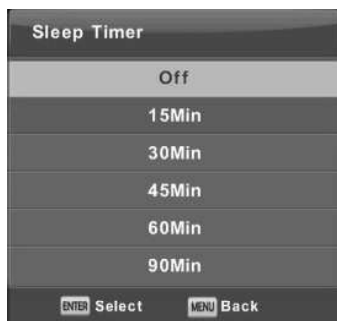 Sleep Timer
Off
15Min
30Min
45Min
60Min
90Min
ENTER Select MENU Back